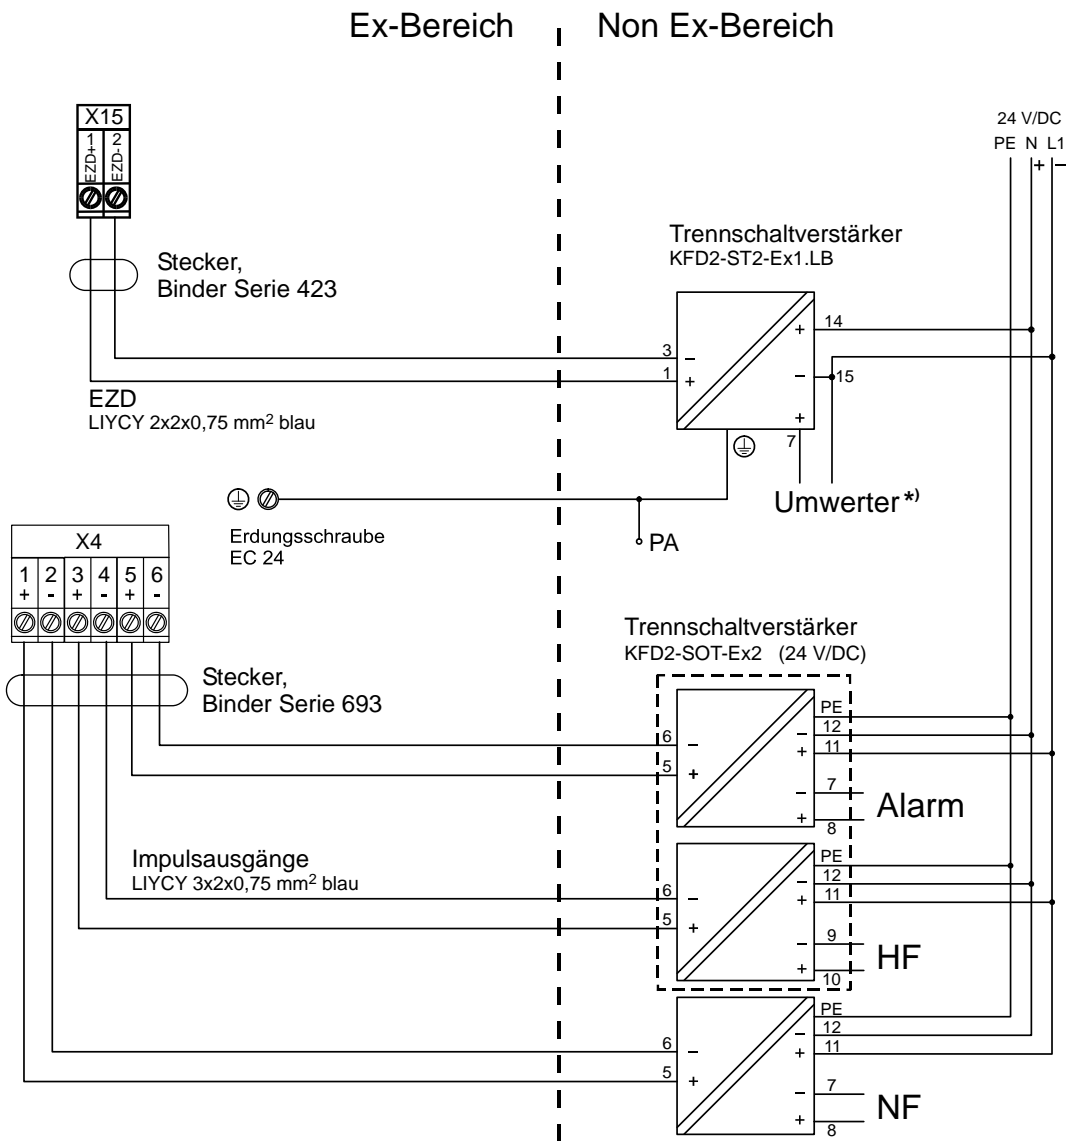 Ex-Bereich
Non Ex-Bereich
X15
1 2
EZD+ EZD-
24 V/DC
PE N L1
+ −
Stecker,
Binder Serie 423
Trennschaltverstärker
KFD2-ST2-Ex1.LB
+ 14
3 −
1 +
− 15
+
7
EZD
LIYCY 2x2x0,75 mm² blau
Umwerter *)
Erdungsschraube
EC 24
PA
X4
1 2 3 4 5 6
+ - + - + -
Stecker,
Binder Serie 693
Trennschaltverstärker
KFD2-SOT-Ex2 (24 V/DC)
PE
− 12
6 −
+ 11
5 +
− 7
Alarm
+ 8
Impulsausgänge
LIYCY 3x2x0,75 mm² blau
PE
− 12
6 −
+ 11
5 +
− 9
HF
+ 10
PE
− 12
6 −
+ 11
5 +
− 7
NF
+ 8